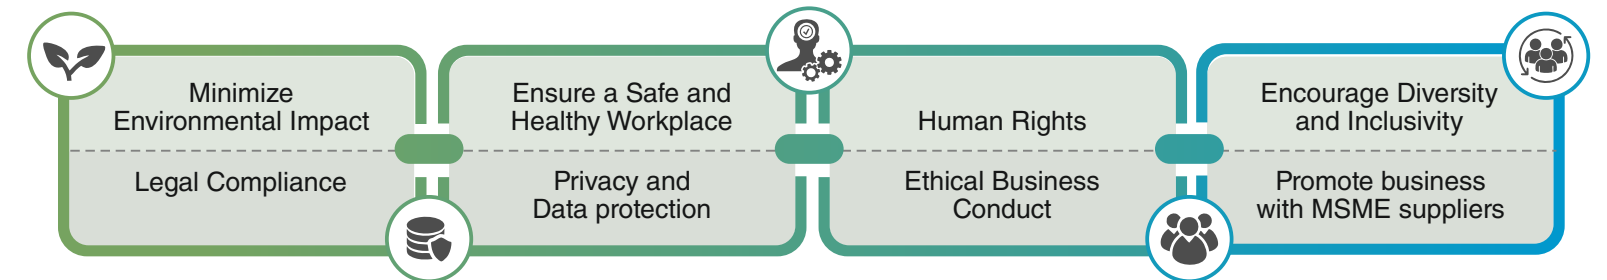 Minimize
Environmental Impact
Legal Compliance
Ensure a Safe and
Healthy Workplace
Privacy and
Data protection
Human Rights
Ethical Business
Conduct
Encourage Diversity
and Inclusivity
Promote business
with MSME suppliers